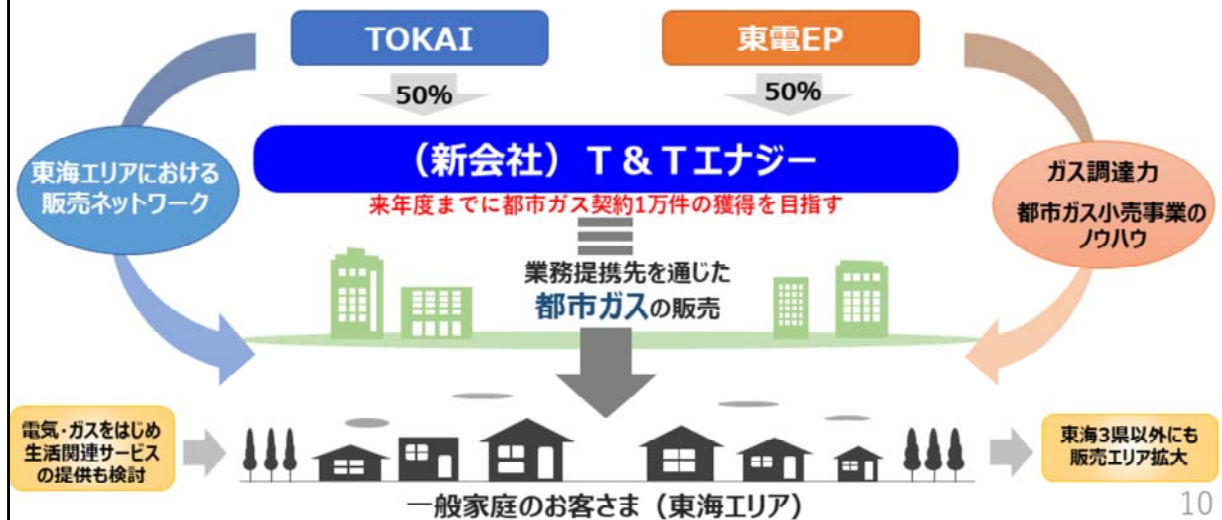 TOKAI
東電EP
50%
50%
（新会社）T＆Tエナジー
来年度までに都市ガス契約1万件の獲得を目指す
東海エリアにおける
販売ネットワーク
ガス調達力
都市ガス小売事業の
ノウハウ
業務提携先を通じた
都市ガスの販売
電気・ガスをはじめ
生活関連サービス
の提供も検討
東海3県以外にも
販売エリア拡大
一般家庭のお客さま（東海エリア）
10